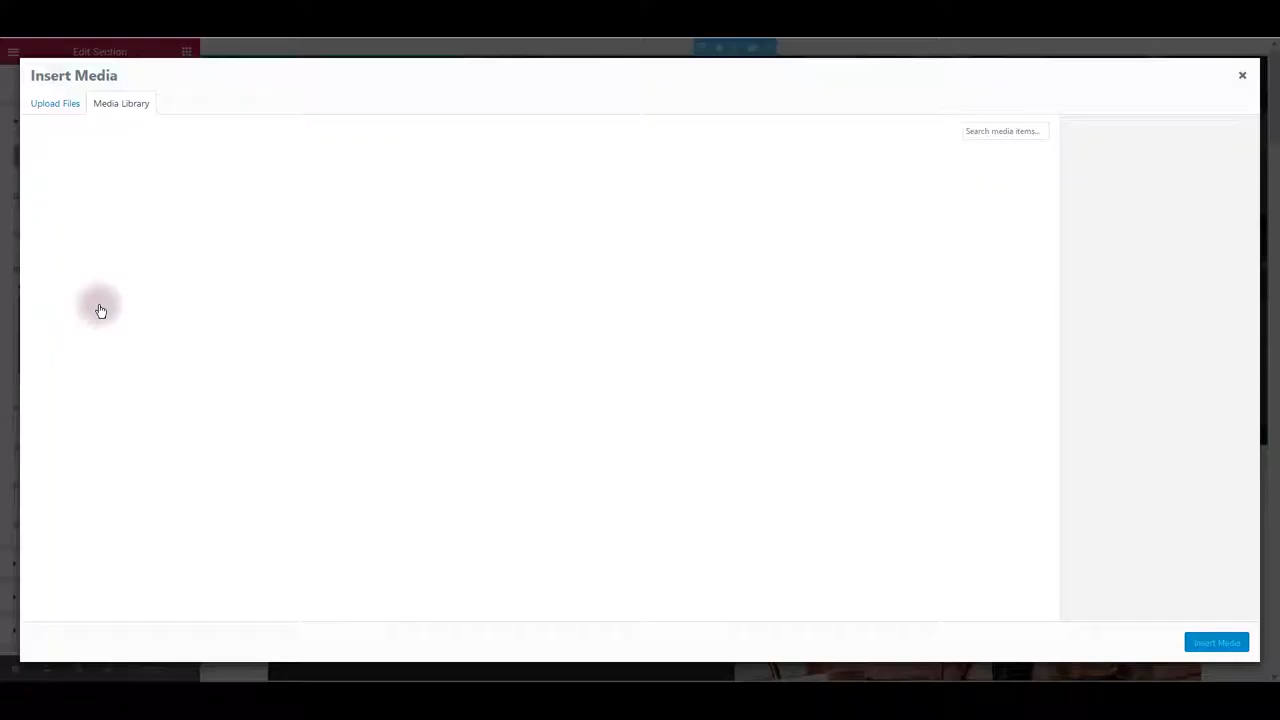 Edit Section
Insert Media
Upload Files
Media Library
Search media items...
Insert Media